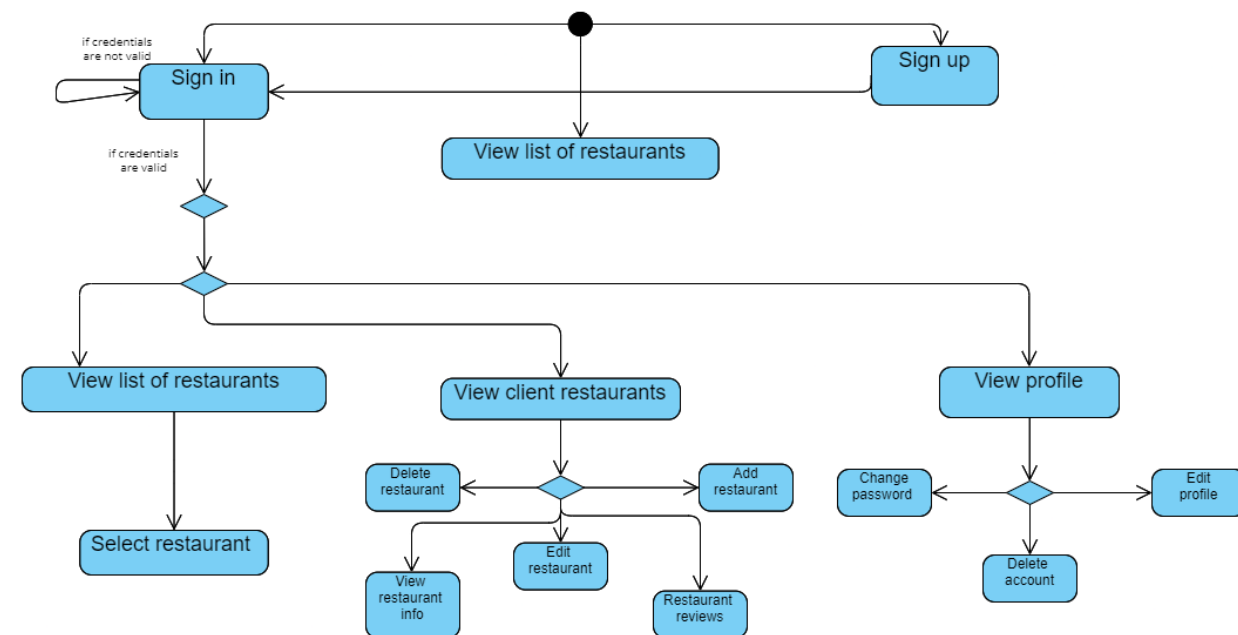 if credentials
are not valid
Sign in
Sign up
View list of restaurants
if credentials
are valid
View list of restaurants
View client restaurants
View profile
Delete
restaurant
Add
restaurant
Change
password
Edit
profile
Select restaurant
Edit
restaurant
Delete
account
View
restaurant
info
Restaurant
reviews